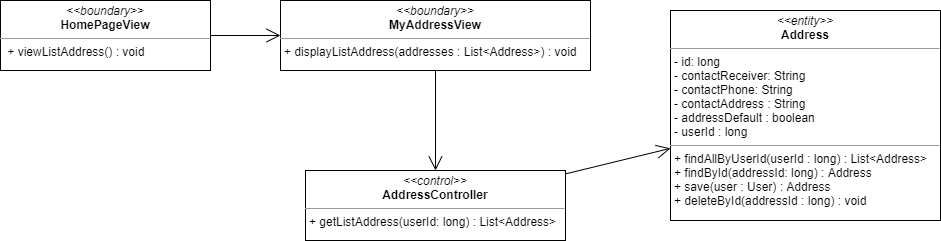 <<boundary>>
HomePageView
+ viewListAddress() : void
<<boundary>>
MyAddressView
+ displayListAddress(addresses : List<Address>) : void
<<control>>
AddressController
+ getListAddress(userId: long) : List<Address>
<<entity>>
Address
- id: long
- contactReceiver: String
- contactPhone: String
- contactAddress : String
- addressDefault : boolean
- userId : long
+ findAllByUserId(userId : long) : List<Address>
+ findById(addressId: long) : Address
+ save(user : User) : Address
+ deleteById(addressId : long) : void